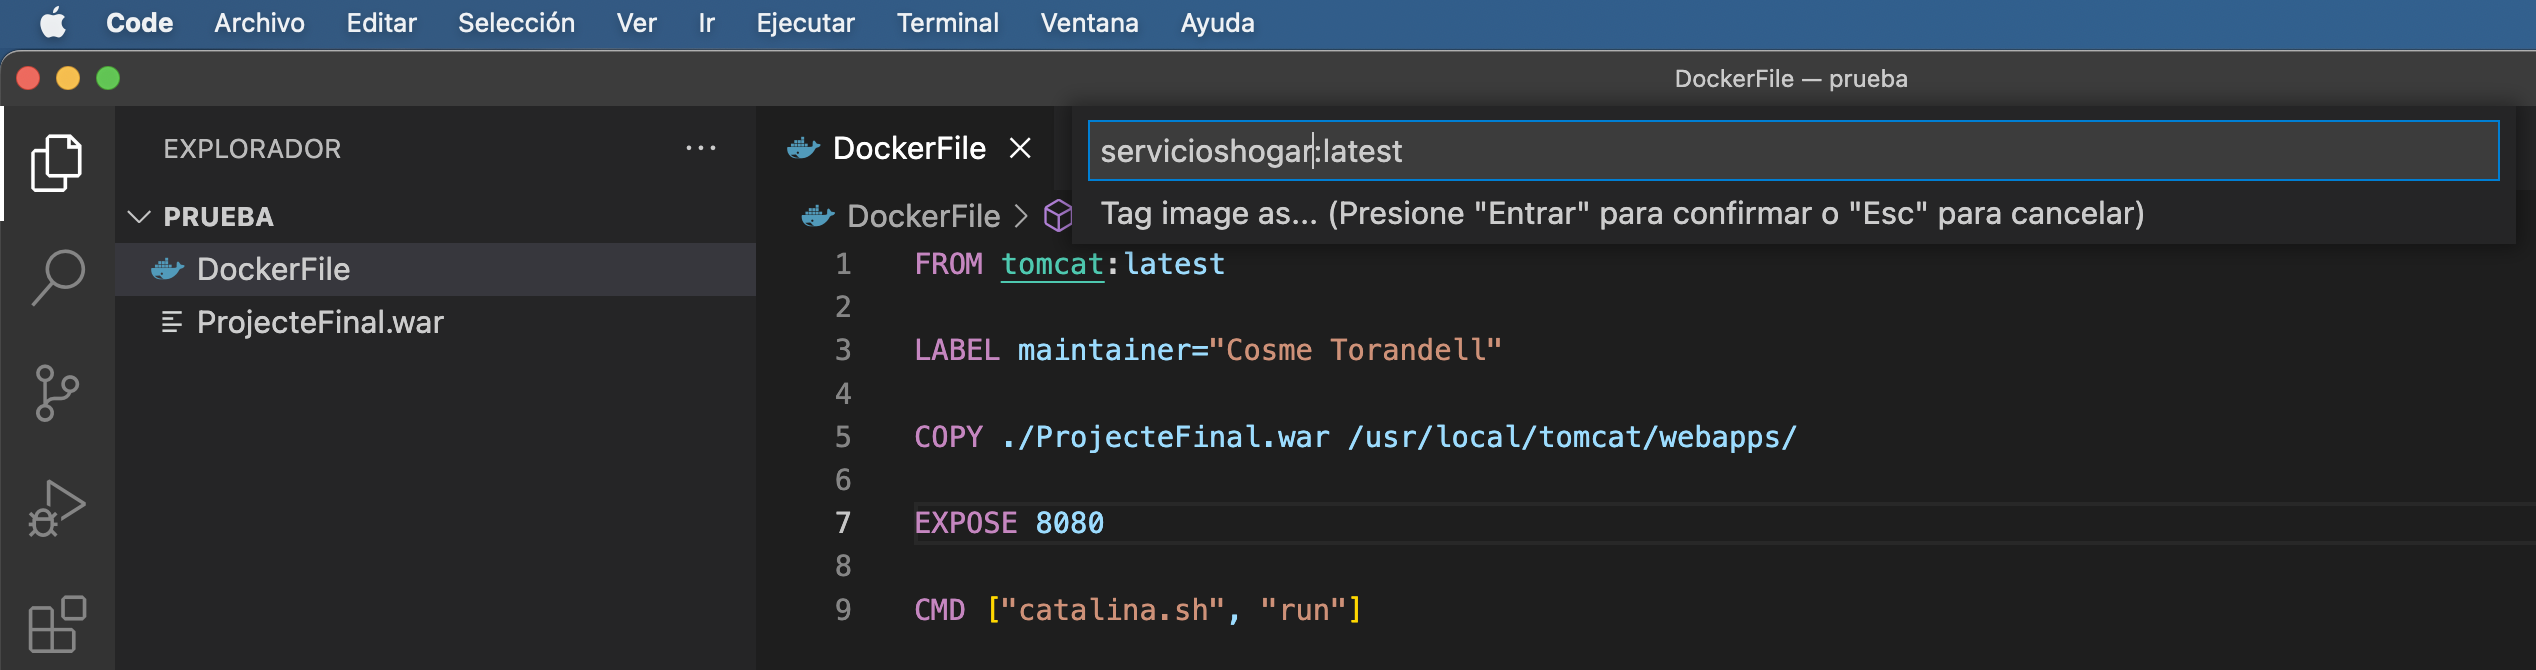 Code Archivo Editar Selección Ver Ir Ejecutar Terminal Ventana Ayuda
DockerFile — prueba
EXPLORADOR ...
PRUEBA
DockerFile
ProjecteFinal.war
DockerFile
servicioshogar:latest
Tag image as... (Presione "Entrar" para confirmar o "Esc" para cancelar)
DockerFile >
1 FROM tomcat:latest
2
3 LABEL maintainer="Cosme Torandell"
4
5 COPY ./ProjecteFinal.war /usr/local/tomcat/webapps/
6
7 EXPOSE 8080
8
9 CMD ["catalina.sh", "run"]